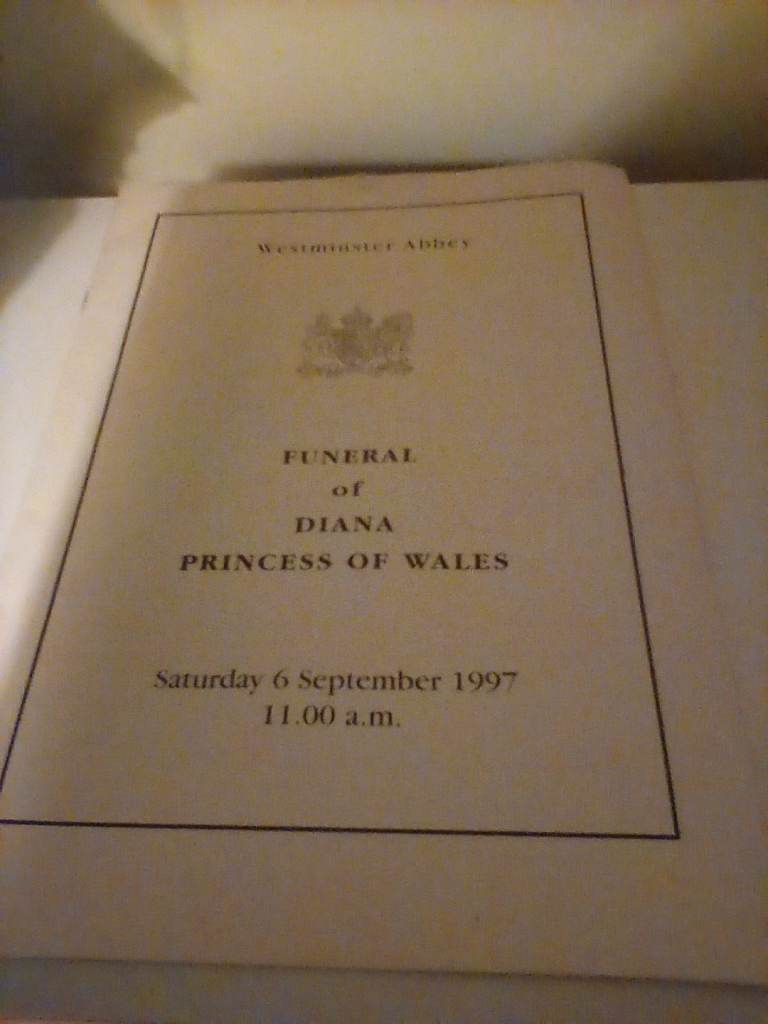 Westminster Abbey
FUNERAL
of
DIANA
PRINCESS OF WALES
Saturday 6 September 1997
11.00 a.m.